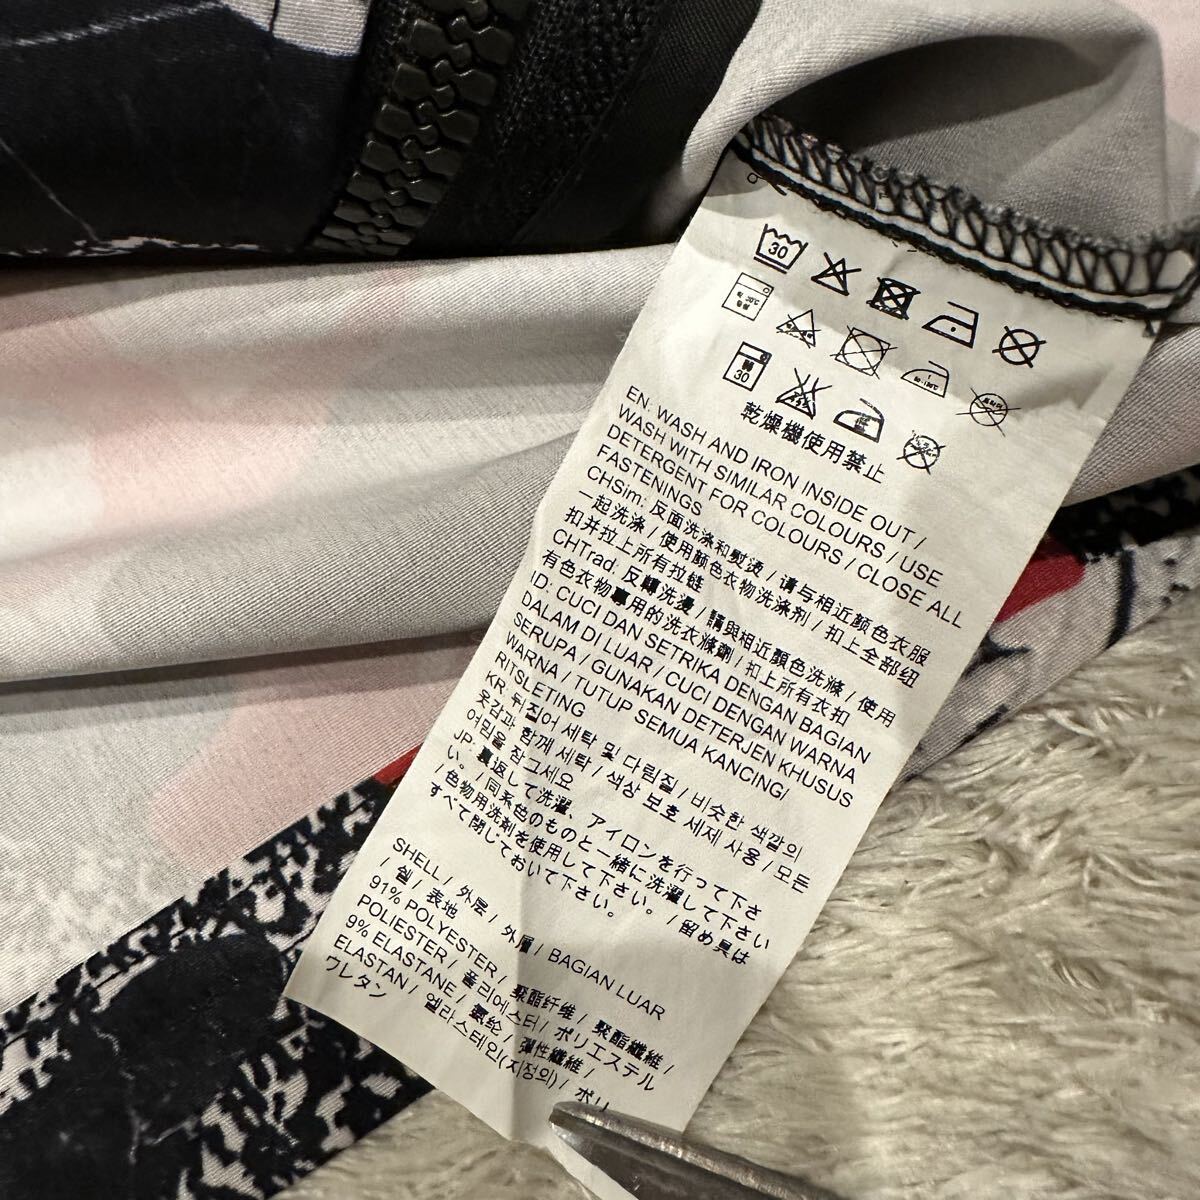 30
30
乾燥機使用禁止
EN: WASH AND IRON INSIDE OUT /
WASH WITH SIMILAR COLOURS / USE
DETERGENT FOR COLOURS / CLOSE ALL
FASTENINGS
CHSim: 反面洗涤和熨烫 / 请与相近颜色衣服
一起洗涤 / 使用颜色衣物洗涤剂 / 扣上全部纽
扣并拉上所有拉链
CHTrad: 反轉洗燙 / 請與相近顏色洗滌 / 使用
有色衣物專用的洗衣滌劑 / 扣上所有衣扣
ID: CUCI DAN SETRIKA DENGAN BAGIAN
DALAM DI LUAR / CUCI DENGAN WARNA
SERUPA / GUNAKAN DETERJEN KHUSUS
WARNA / TUTUP SEMUA KANCING/
RITSLETING
KR: 뒤집어 세탁 및 다림질 / 비슷한 색깔의
옷감과 함께 세탁 / 색상 보호 세제 사용 / 모든
여밈을 잠그세요
JP: 裏返して洗濯、アイロンを行って下さ
い。/ 同系色のものと一緒に洗濯して下さい
/ 色物用洗剤を使用して下さい。/ 留め具は
すべて閉じておいて下さい。
SHELL / 外层 / 外層 / BAGIAN LUAR
/ 쉘 / 表地
91% POLYESTER / 聚酯纤维 / 聚酯纖維 /
POLIESTER / 폴리에스터 / ポリエステル
9% ELASTANE / 氨纶 / 彈性纖維 /
ELASTAN / 엘라스테인(지정외) / ポリ
ウレタン